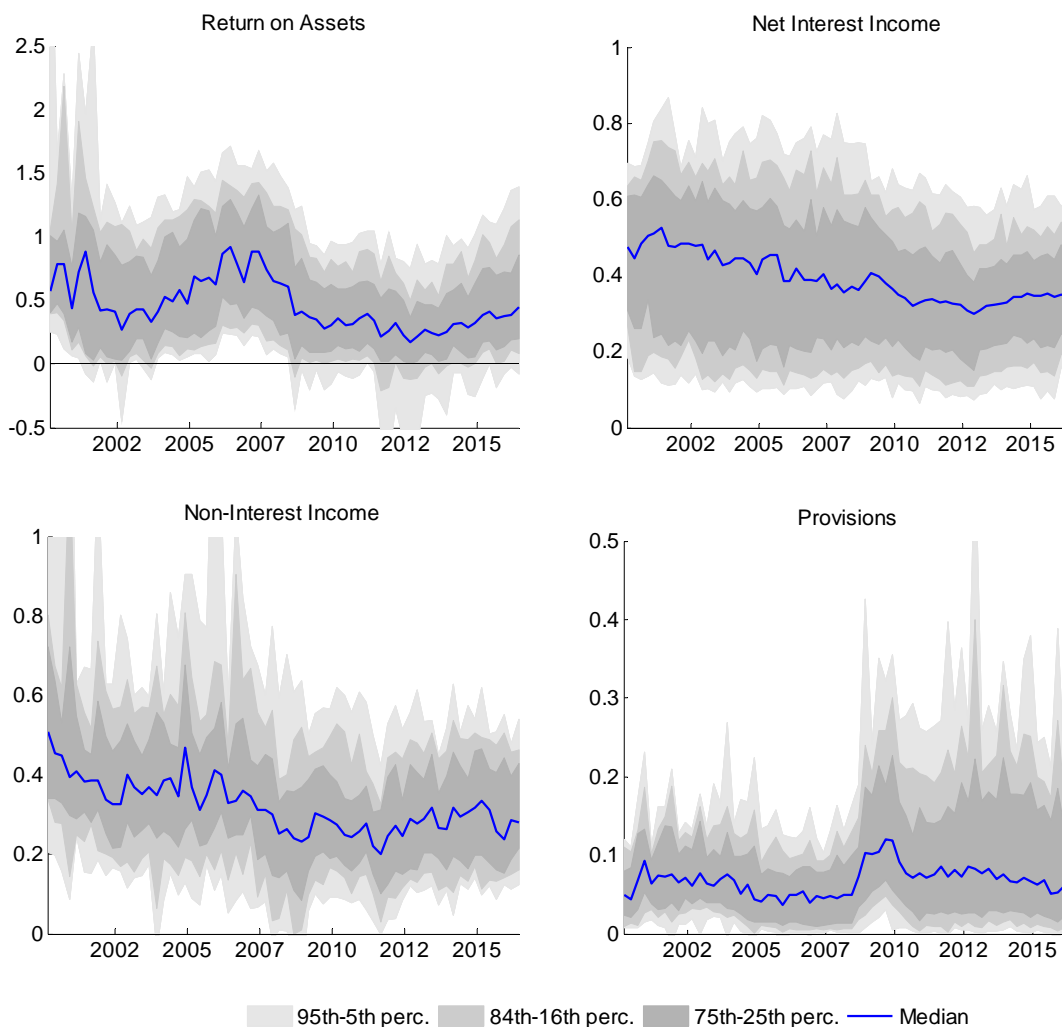 Return on Assets
2.5
2
1.5
1
0.5
0
-0.5
2002 2005 2007 2010 2012 2015
Net Interest Income
1
0.8
0.6
0.4
0.2
0
2002 2005 2007 2010 2012 2015
Non-Interest Income
1
0.8
0.6
0.4
0.2
0
2002 2005 2007 2010 2012 2015
Provisions
0.5
0.4
0.3
0.2
0.1
0
2002 2005 2007 2010 2012 2015
95th-5th perc. 84th-16th perc. 75th-25th perc. Median